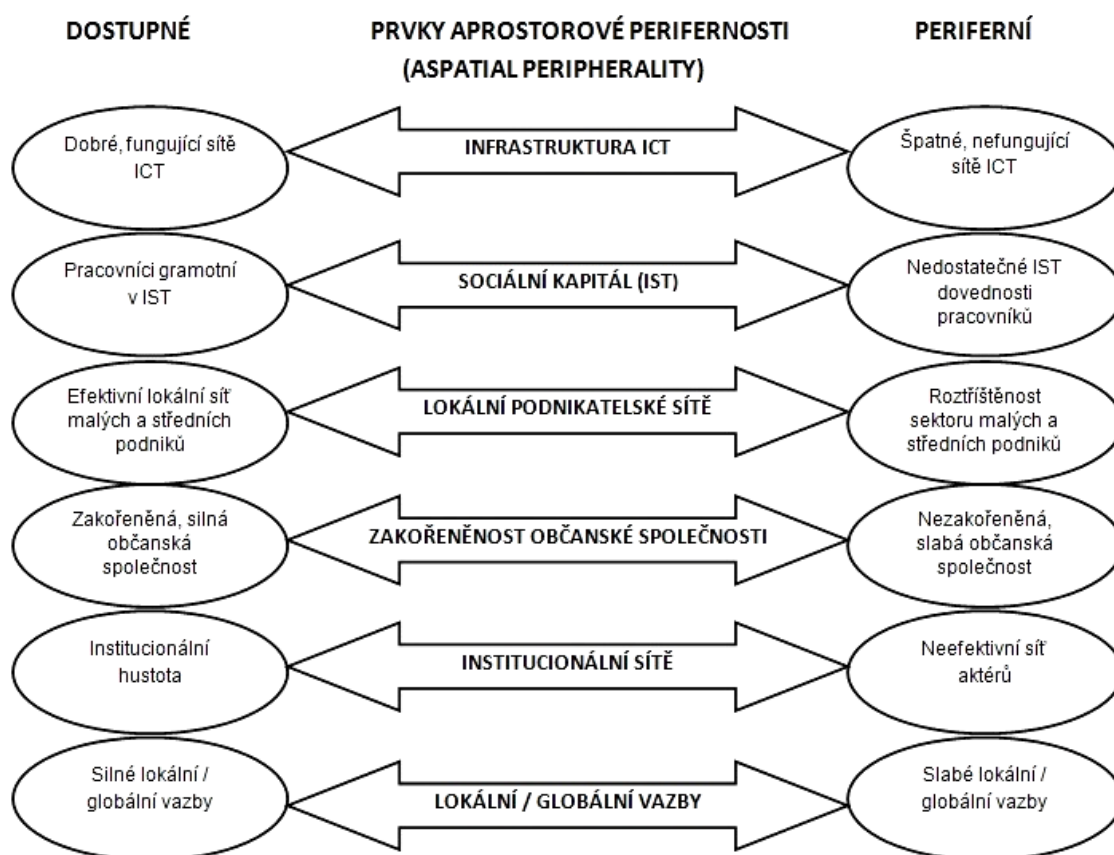 DOSTUPNÉ
PRVKY APROSTOROVÉ PERIFERNOSTI
(ASPATIAL PERIPHERALITY)
PERIFERNÍ
Dobré, fungující sítě
ICT
INFRASTRUKTURA ICT
Špatné, nefungující
sítě ICT
Pracovníci gramotní
v IST
SOCIÁLNÍ KAPITÁL (IST)
Nedostatečné IST
dovednosti
pracovníků
Efektivní lokální síť
malých a středních
podniků
LOKÁLNÍ PODNIKATELSKÉ SÍTĚ
Roztříštěnost
sektoru malých a
středních podniků
Zakořeněná, silná
občanská
společnost
ZAKOŘENĚNOST OBČANSKÉ SPOLEČNOSTI
Nezakořeněná,
slabá občanská
společnost
Institucionální
hustota
INSTITUCIONÁLNÍ SÍTĚ
Neefektivní síť
aktérů
Silné lokální /
globální vazby
LOKÁLNÍ / GLOBÁLNÍ VAZBY
Slabé lokální /
globální vazby